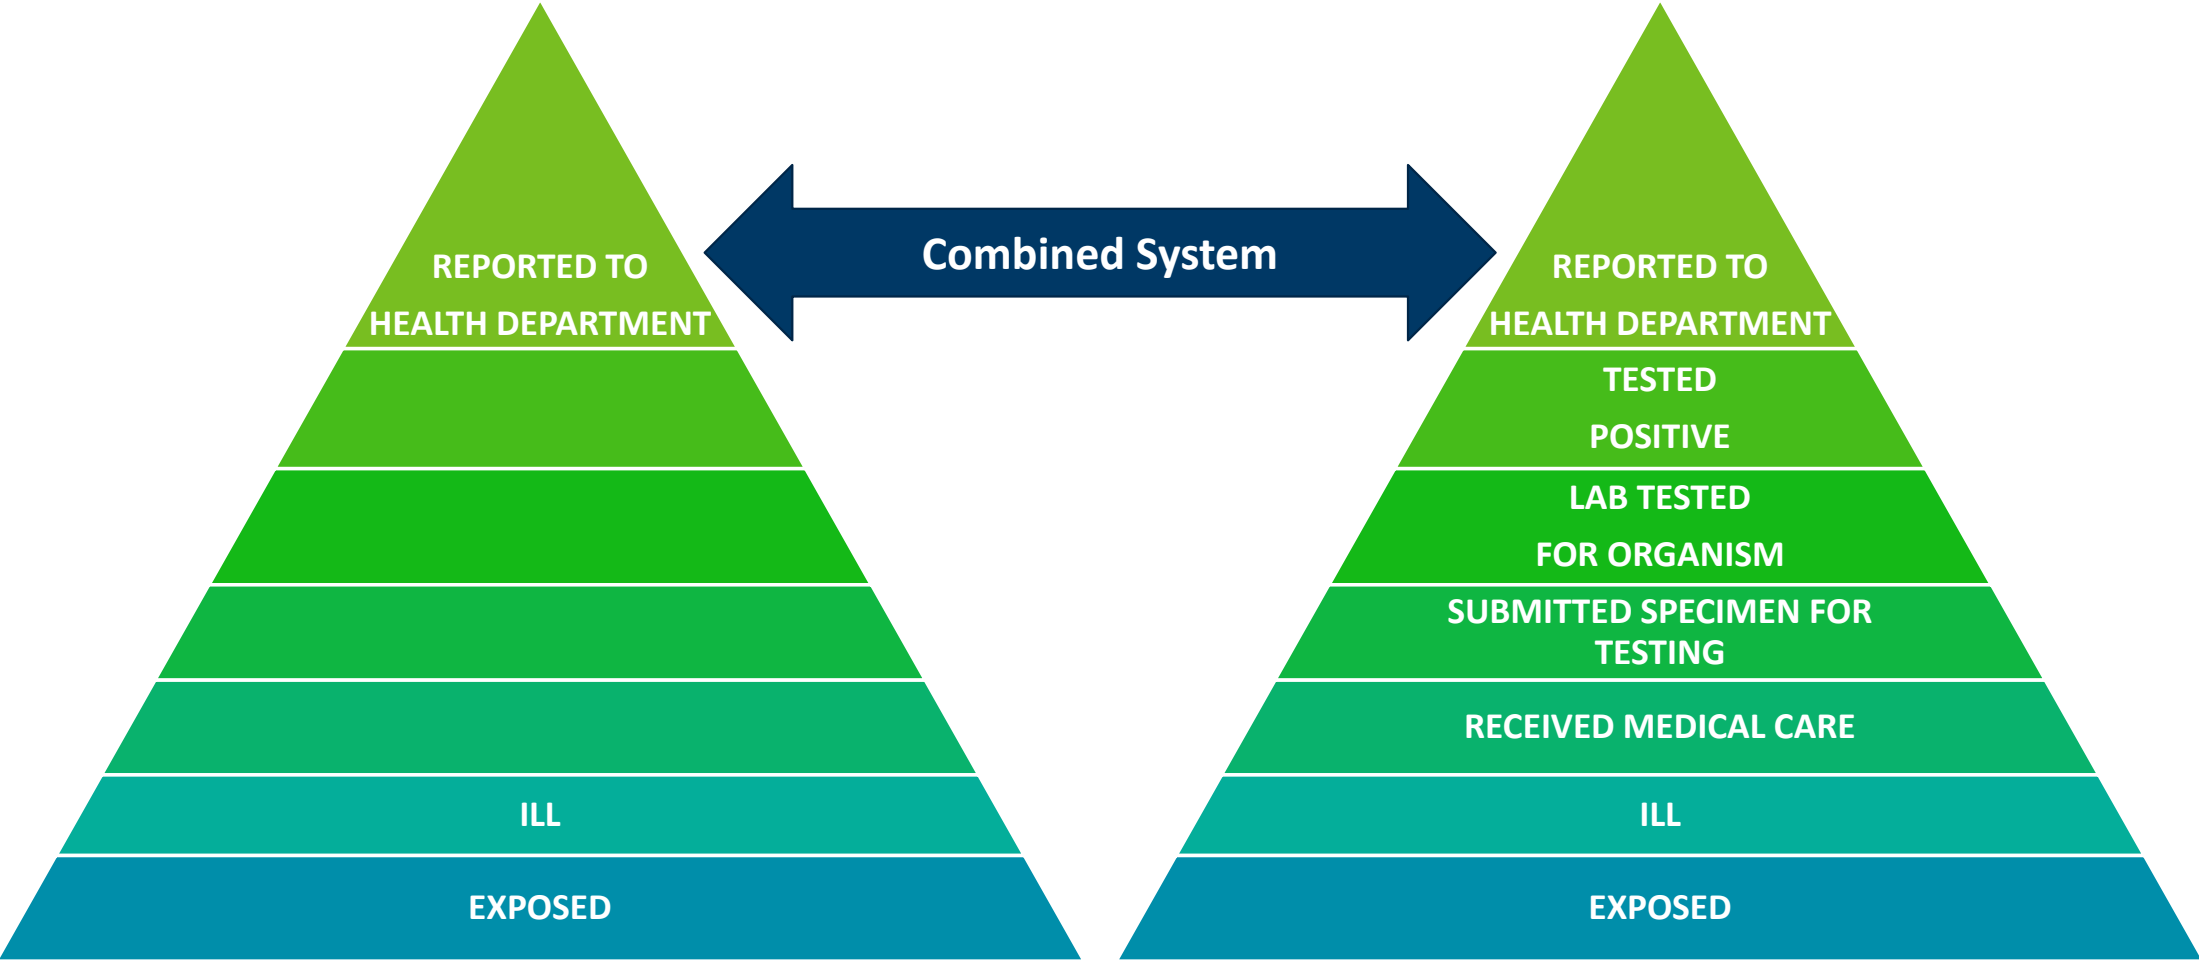 REPORTED TO
HEALTH DEPARTMENT
ILL
EXPOSED
Combined System
REPORTED TO
HEALTH DEPARTMENT
TESTED
POSITIVE
LAB TESTED
FOR ORGANISM
SUBMITTED SPECIMEN FOR
TESTING
RECEIVED MEDICAL CARE
ILL
EXPOSED